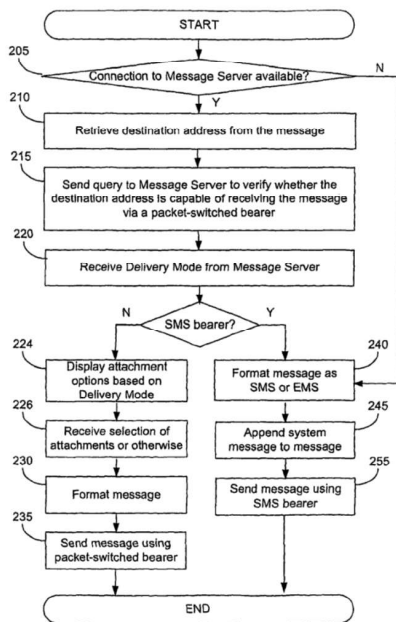 START
205
Connection to Message Server available?
N
Y
210
Retrieve destination address from the message
215
Send query to Message Server to verify whether the
destination address is capable of receiving the message
via a packet-switched bearer
220
Receive Delivery Mode from Message Server
N
SMS bearer?
Y
224
Display attachment
options based on
Delivery Mode
226
Receive selection of
attachments or otherwise
230
Format message
235
Send message using
packet-switched bearer
240
Format message as
SMS or EMS
245
Append system
message to message
255
Send message using
SMS bearer
END